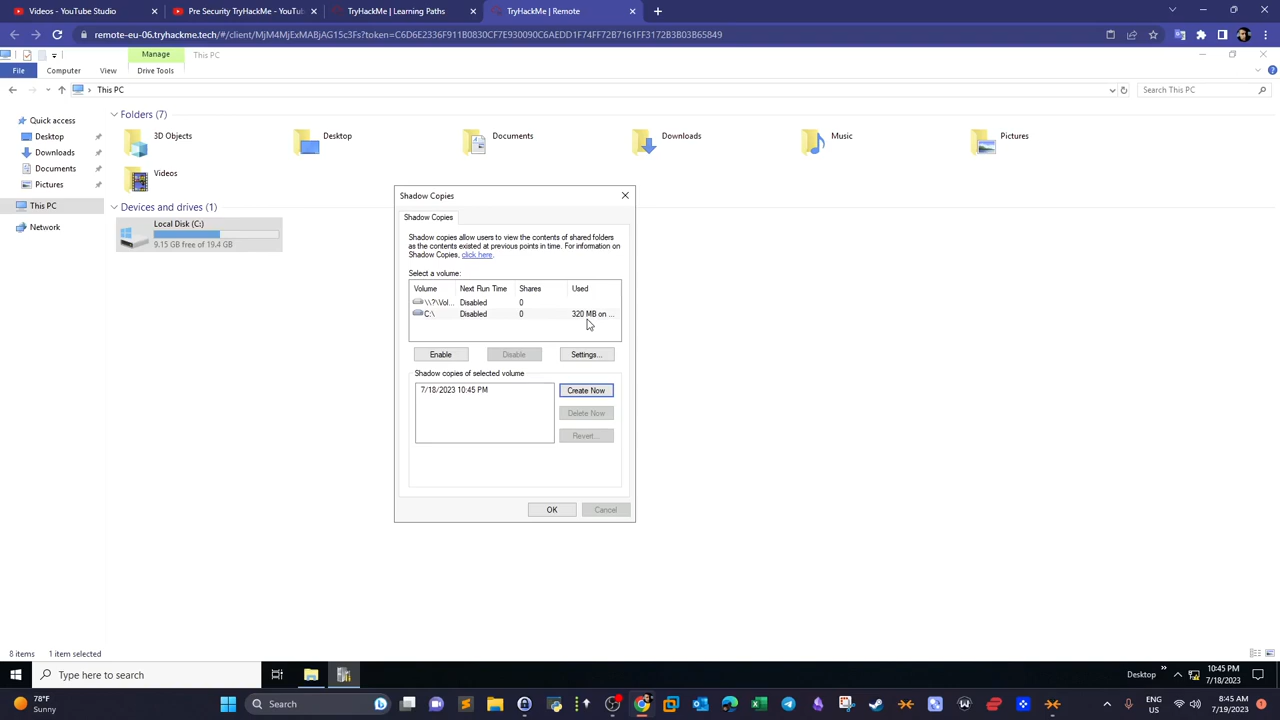 Videos - YouTube Studio
Pre Security TryHackMe - YouTub
TryHackMe | Learning Paths
TryHackMe | Remote
remote-eu-06.tryhackme.tech/#/client/MjM4MjExMABjAG15c3Fs?token=C6D6E2336F911B0830CF7E930090C6AEDED1F74FF72B7161FF3172B3B03B65849
Manage
This PC
File
Computer
View
Drive Tools
This PC
Search This PC
Quick access
Desktop
Downloads
Documents
Pictures
This PC
Network
Folders (7)
3D Objects
Desktop
Documents
Downloads
Music
Pictures
Videos
Devices and drives (1)
Local Disk (C:)
9.15 GB free of 19.4 GB
Shadow Copies
Shadow Copies
Shadow copies allow users to view the contents of shared folders
as the contents existed at previous points in time. For information on
Shadow Copies, click here.
Select a volume:
Volume Next Run Time Shares Used
\\?\Vol... Disabled 0
C:\ Disabled 0 320 MB on ...
Enable
Disable
Settings...
Shadow copies of selected volume
7/18/2023 10:45 PM
Create Now
Delete Now
Revert...
OK
Cancel
8 items
1 item selected
Type here to search
Desktop
10:45 PM
7/18/2023
78°F
Sunny
Search
ENG
US
8:45 AM
7/19/2023